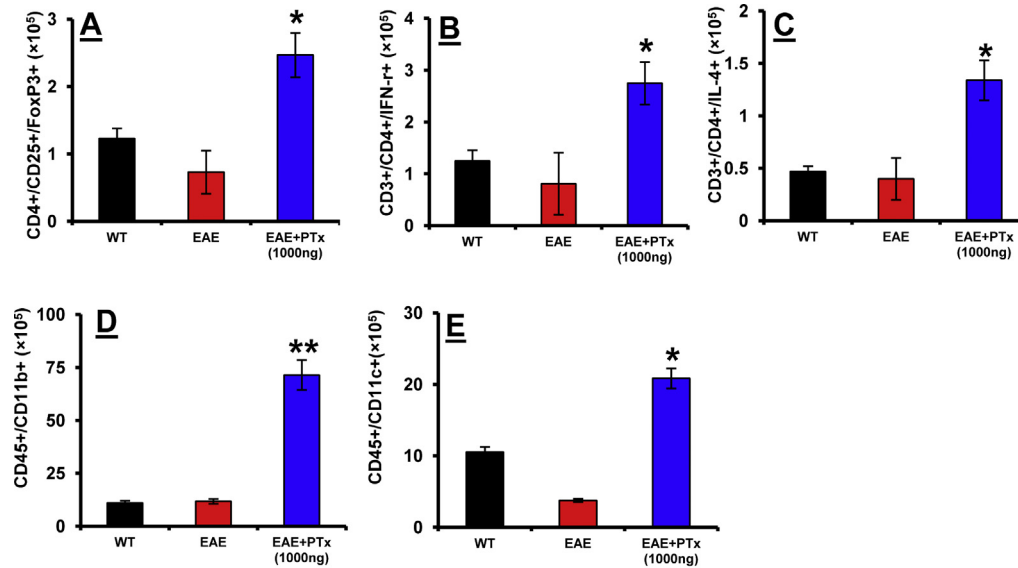 A
CD4+/CD25+/FoxP3+ (×10⁵)
3
2
1
0
*
WT
EAE
EAE+PTx
(1000ng)
B
CD3+/CD4+/IFN-r+ (×10⁵)
4
3
2
1
0
*
WT
EAE
EAE+PTx
(1000ng)
C
CD3+/CD4+/IL-4+ (×10⁵)
2
1.5
1
0.5
0
*
WT
EAE
EAE+PTx
(1000ng)
D
CD45+/CD11b+ (×10⁵)
100
75
50
25
0
**
WT
EAE
EAE+PTx
(1000ng)
E
CD45+/CD11c+(×10⁵)
30
20
10
0
*
WT
EAE
EAE+PTx
(1000ng)